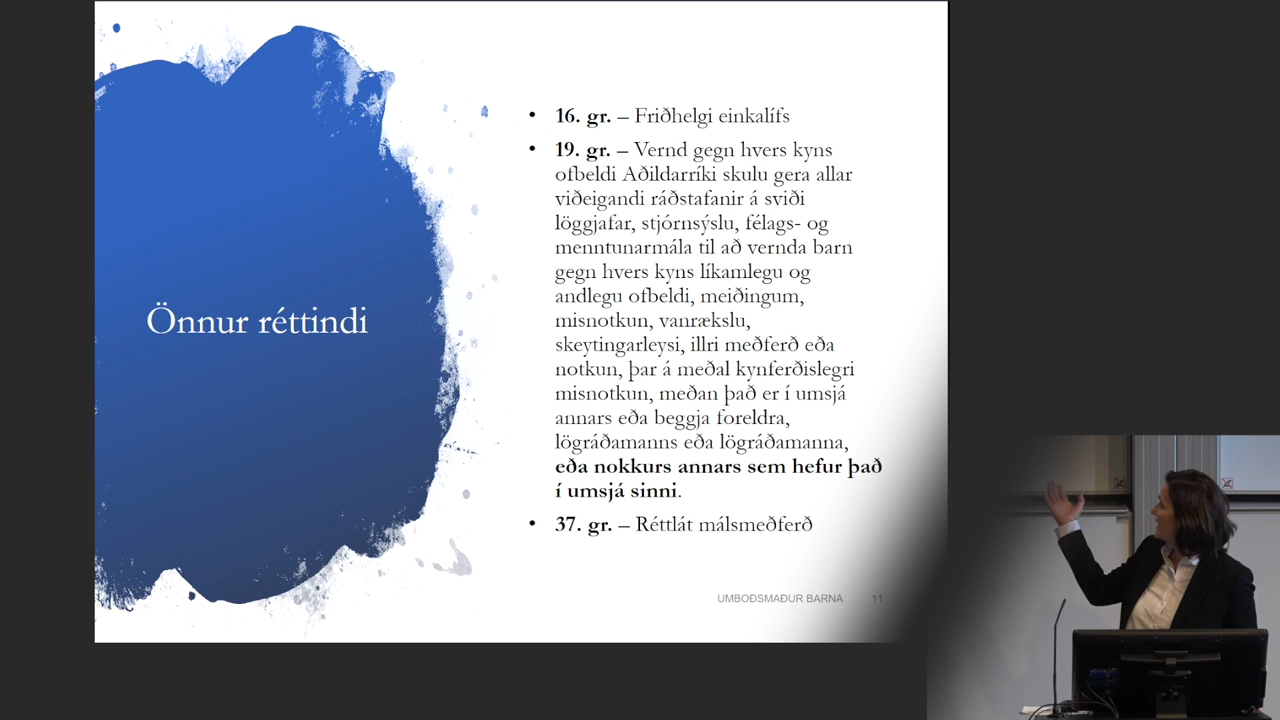 Önnur réttindi
• 16. gr. – Friðhelgi einkalífs
• 19. gr. – Vernd gegn hvers kyns
ofbeldi Aðildarríki skulu gera allar
viðeigandi ráðstafanir á sviði
löggjafar, stjórnsýslu, félags- og
menntunarmála til að vernda barn
gegn hvers kyns líkamlegu og
andlegu ofbeldi, meiðingum,
misnotkun, vanrækslu,
skeytingarleysi, illri meðferð eða
notkun, þar á meðal kynferðislegri
misnotkun, meðan það er í umsjá
annars eða beggja foreldra,
lögráðamanns eða lögráðamanna,
eða nokkurs annars sem hefur það
í umsjá sinni.
• 37. gr. – Réttlát málsmeðferð
UMBOÐSMAÐUR BARNA 11